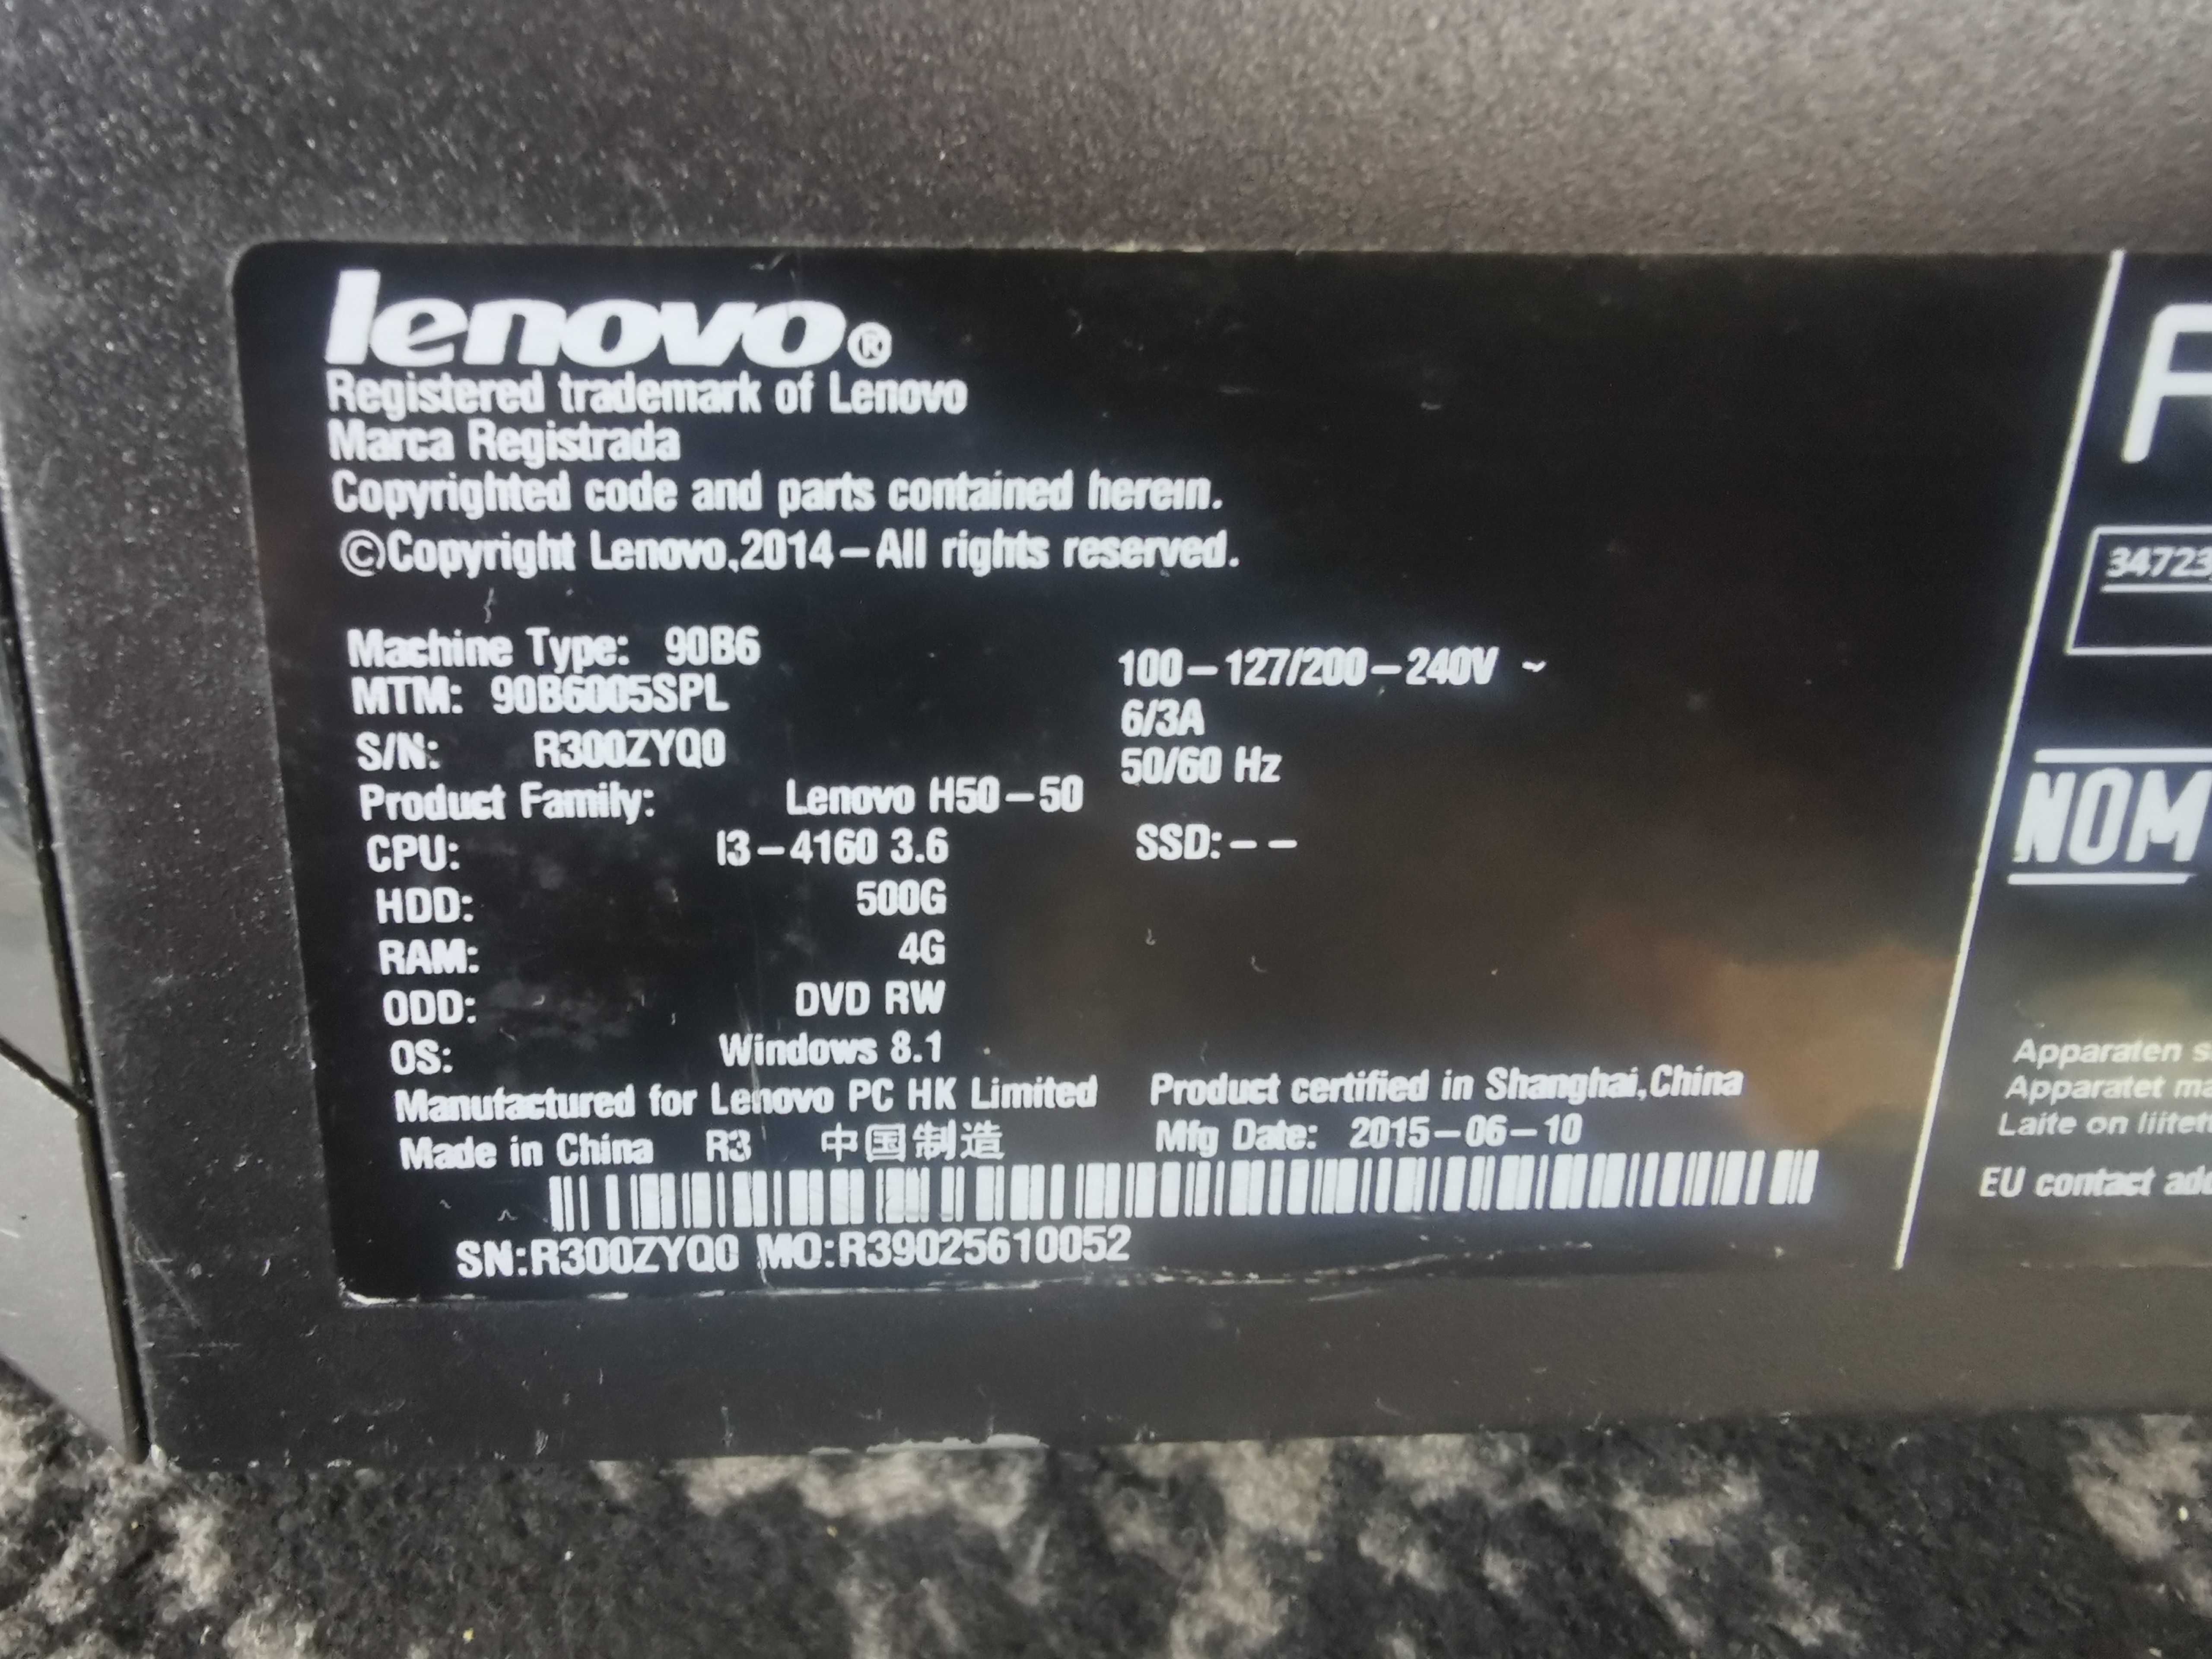 lenovo®
Registered trademark of Lenovo
Marca Registrada
Copyrighted code and parts contained herein.
©Copyright Lenovo,2014–All rights reserved.
Machine Type: 90B6
MTM: 90B6005SPL
S/N: R300ZYQ0
Product Family: Lenovo H50–50
CPU: I3–4160 3.6
HDD: 500G
RAM: 4G
ODD: DVD RW
OS: Windows 8.1
Manufactured for Lenovo PC HK Limited
Made in China R3 中国制造
100–127/200–240V ~
6/3A
50/60 Hz
SSD:– –
Product certified in Shanghai,China
Mfg Date: 2015–06–10
SN:R300ZYQ0 MO:R39025610052
34723
NOM
Apparaten
Apparatet
Laite on
EU contact